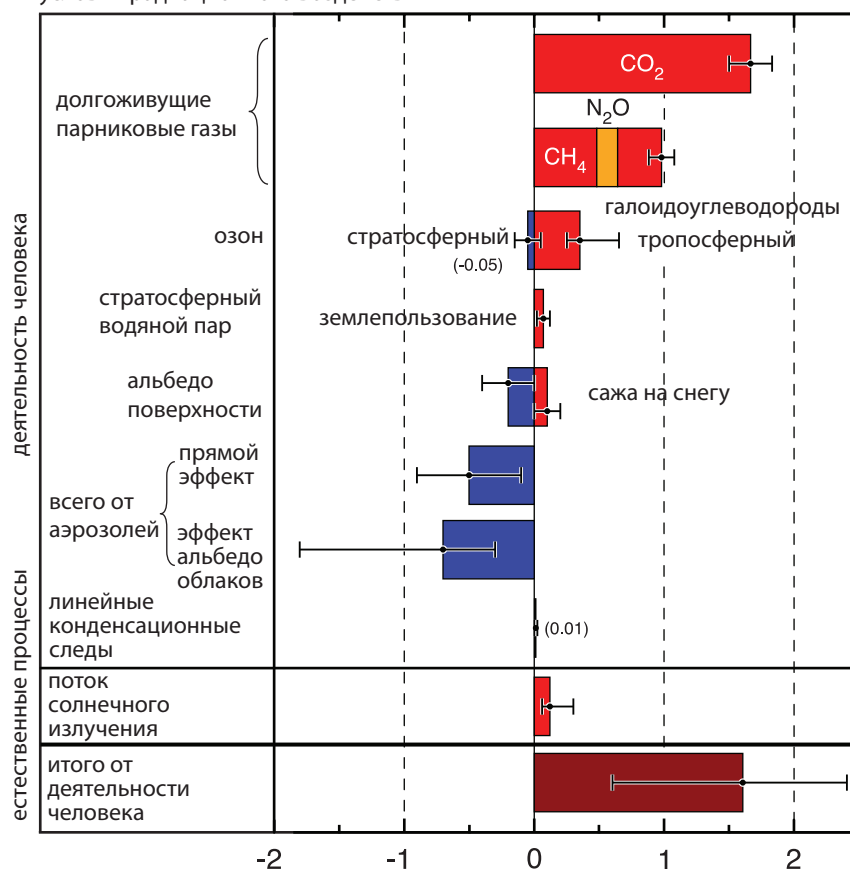 CO2
долгоживущие
парниковые газы
N2O
CH4
галоидоуглеводороды
озон
стратосферный
тропосферный
(-0.05)
стратосферный
водяной пар
землепользование
альбедо
поверхности
сажа на снегу
деятельность человека
прямой
эффект
всего от
аэрозолей
эффект
альбедо
облаков
линейные
конденсационные
следы
(0.01)
естественные процессы
поток
солнечного
излучения
итого от
деятельности
человека
-2 -1 0 1 2